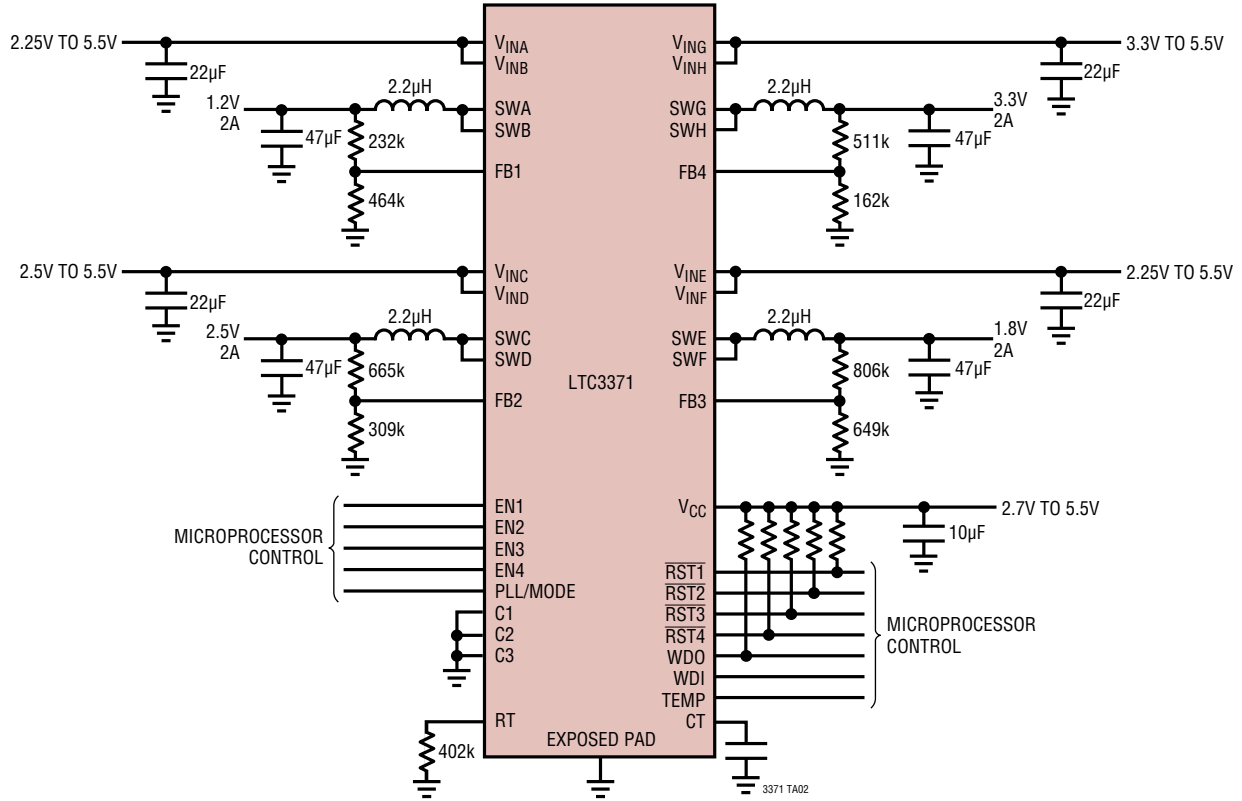 2.25V TO 5.5V
22µF
1.2V
2A
47µF
2.2µH
232k
464k
VINA
VINB
SWA
SWB
FB1
2.5V TO 5.5V
22µF
2.5V
2A
47µF
2.2µH
665k
309k
VINC
VIND
SWC
SWD
FB2
MICROPROCESSOR
CONTROL
EN1
EN2
EN3
EN4
PLL/MODE
C1
C2
C3
RT
402k
LTC3371
EXPOSED PAD
VING
VINH
SWG
SWH
FB4
3.3V TO 5.5V
22µF
2.2µH
3.3V
2A
511k
47µF
162k
VINE
VINF
SWE
SWF
FB3
2.25V TO 5.5V
22µF
2.2µH
1.8V
2A
806k
47µF
649k
VCC
2.7V TO 5.5V
10µF
RST1
RST2
RST3
RST4
WDO
WDI
TEMP
CT
MICROPROCESSOR
CONTROL
3371 TA02